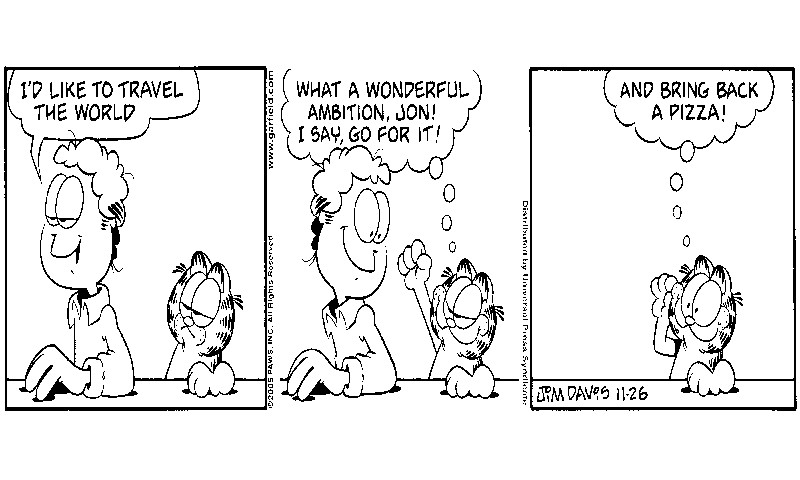 I'D LIKE TO TRAVEL
THE WORLD
www.garfield.com
©2005 PAWS, INC. All Rights Reserved
WHAT A WONDERFUL
AMBITION, JON!
I SAY, GO FOR IT!
Distributed by Universal Press Syndicate
AND BRING BACK
A PIZZA!
JIM DAVIS 11-26